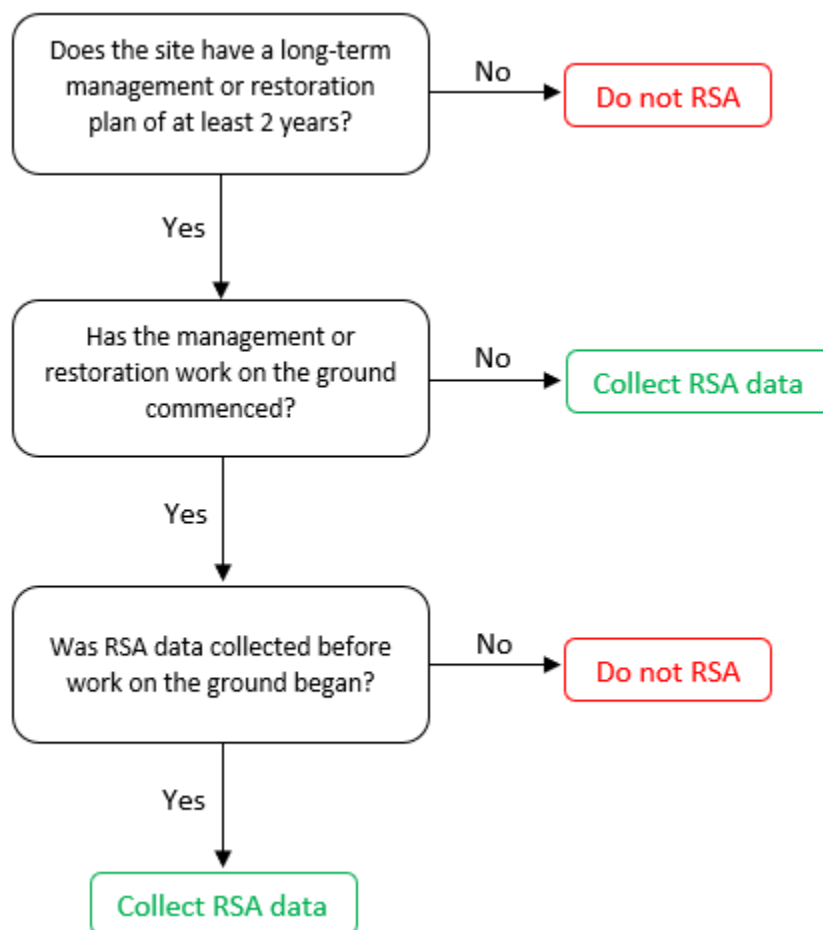 Does the site have a long-term
management or restoration
plan of at least 2 years?
No
Do not RSA
Yes
Has the management or
restoration work on the ground
commenced?
No
Collect RSA data
Yes
Was RSA data collected before
work on the ground began?
No
Do not RSA
Yes
Collect RSA data